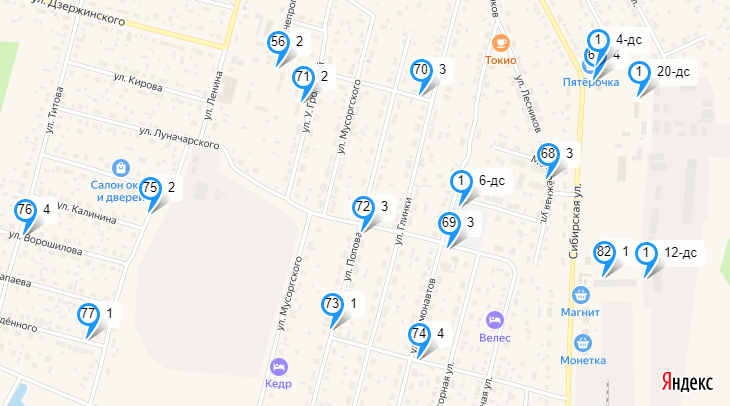 ул. Дзержинского
56 2
71 2
70 3
Токио
1 4-дс
4
Пятёрочка
1 20-дс
ул. Кирова
ул. Титова
ул. Ленина
ул. Мусоргского
ул. Лесников
ул. Луначарского
68 3
Салон ок
и дверей
75 2
1 6-дс
76 4
ул. Калинина
72 3
69 3
ул. Глинки
Сибирская ул.
ул. Ворошилова
ул. Попова
82 1
1 12-дс
ул. Мусоргского
73 1
77 1
74 4
Магнит
Велес
Монетка
Кедр
Яндекс